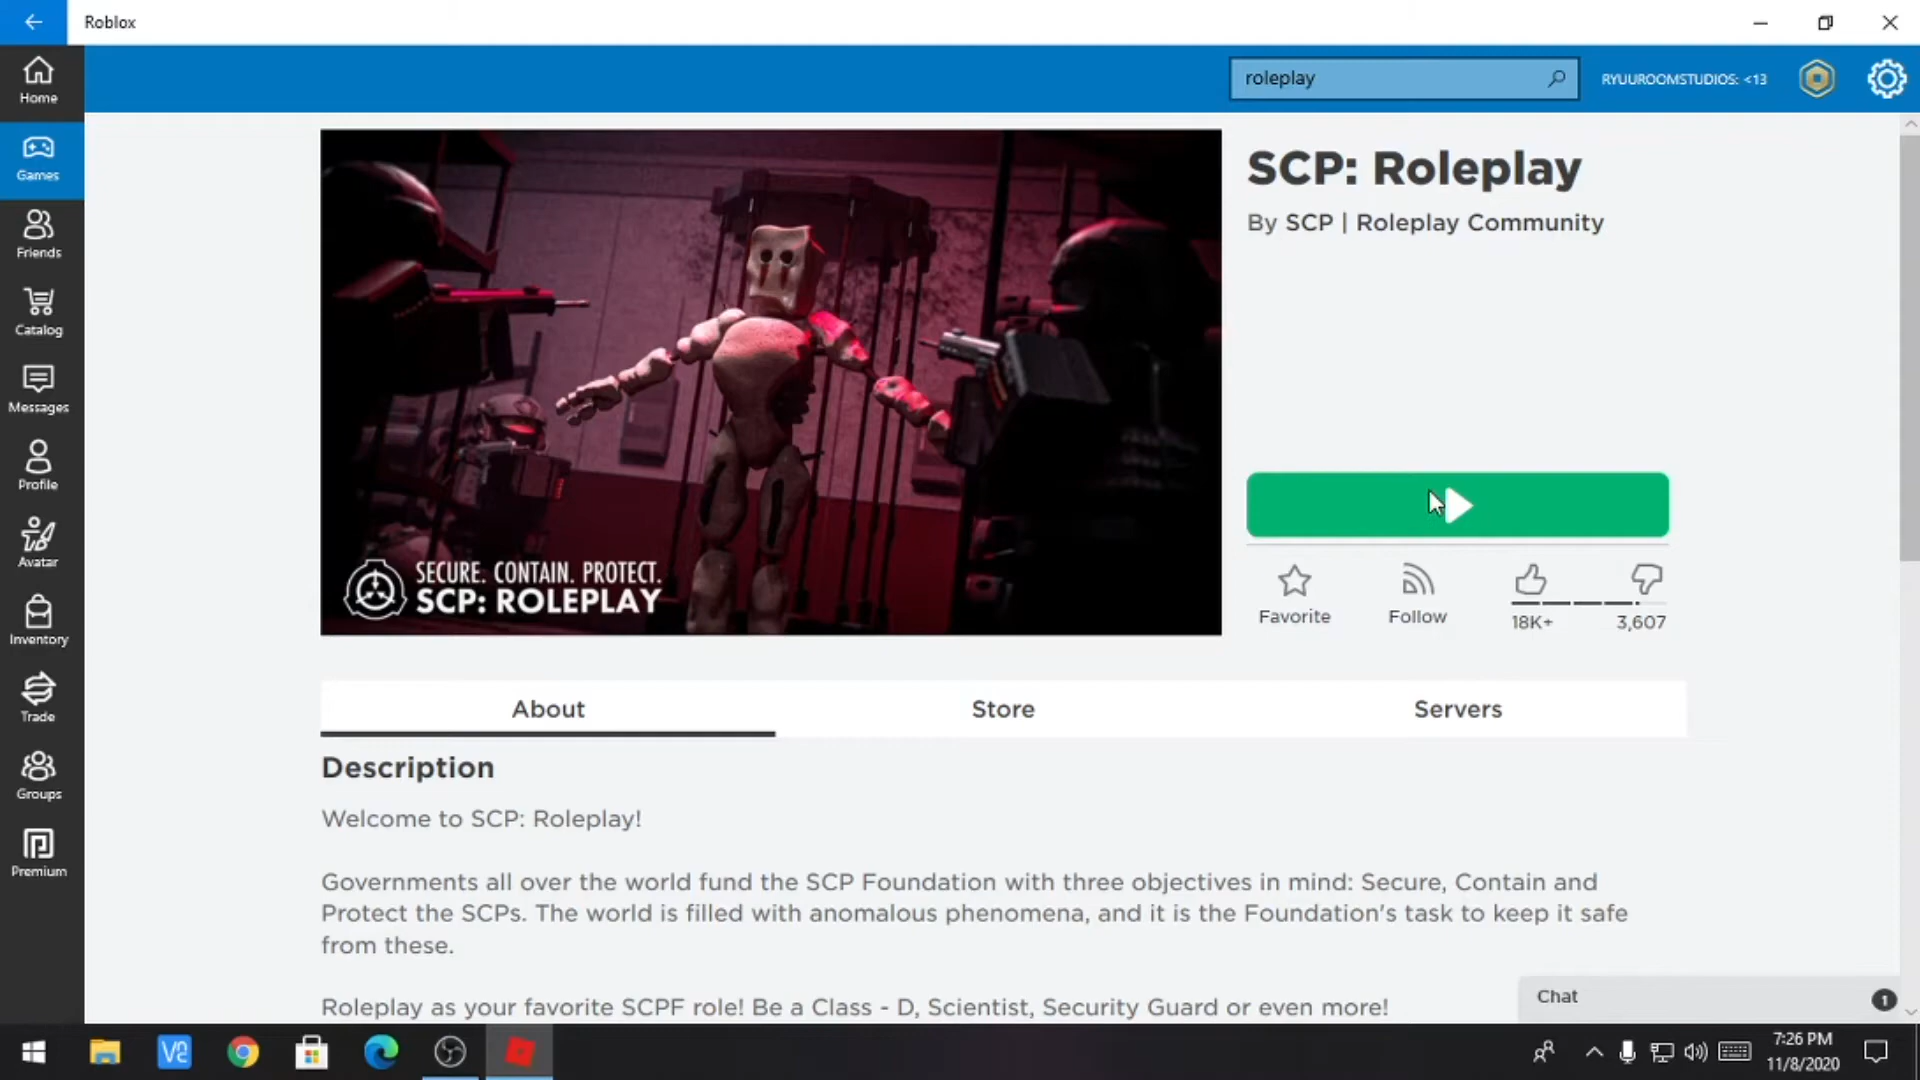 Roblox
Home
roleplay
RYUUROOMSTUDIOS: <13
Games
Friends
Catalog
Messages
Profile
Avatar
Inventory
Trade
Groups
Premium
SECURE. CONTAIN. PROTECT.
SCP: ROLEPLAY
SCP: Roleplay
By SCP | Roleplay Community
Favorite
Follow
18K+
3,607
About
Store
Servers
Description
Welcome to SCP: Roleplay!
Governments all over the world fund the SCP Foundation with three objectives in mind: Secure, Contain and
Protect the SCPs. The world is filled with anomalous phenomena, and it is the Foundation's task to keep it safe
from these.
Roleplay as your favorite SCPF role! Be a Class - D, Scientist, Security Guard or even more!
Chat
1
7:26 PM
11/8/2020